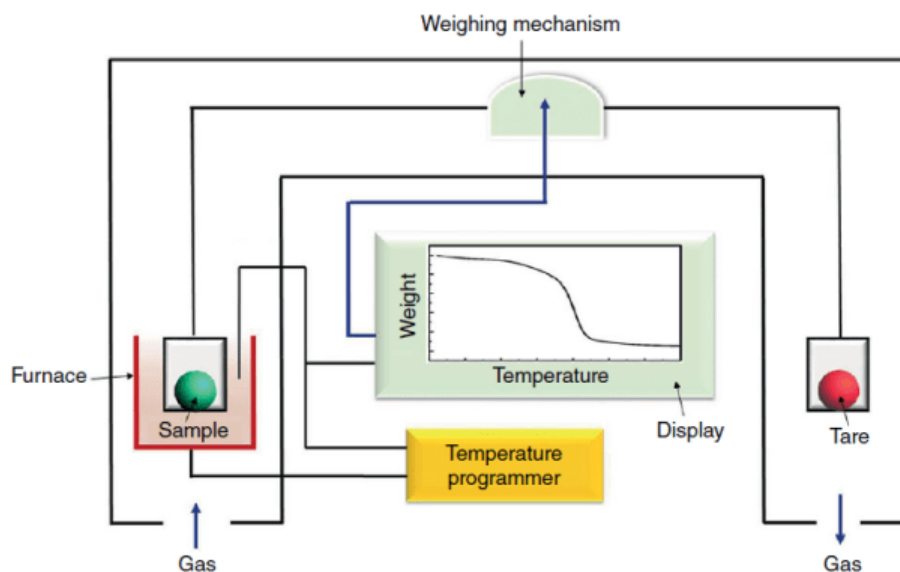 Weighing mechanism
Weight
Temperature
Furnace
Sample
Display
Tare
Temperature
programmer
Gas
Gas